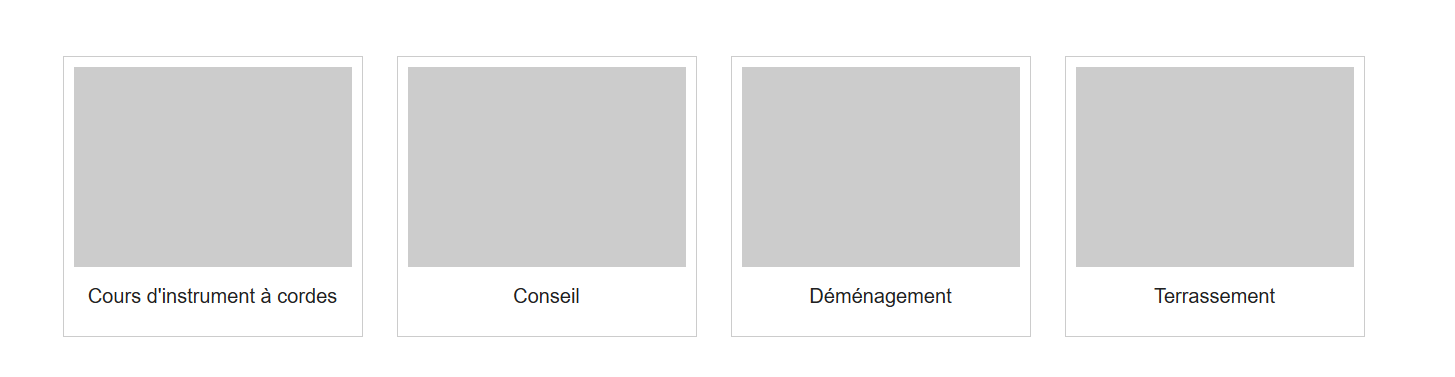 Cours d'instrument à cordes
Conseil
Déménagement
Terrassement